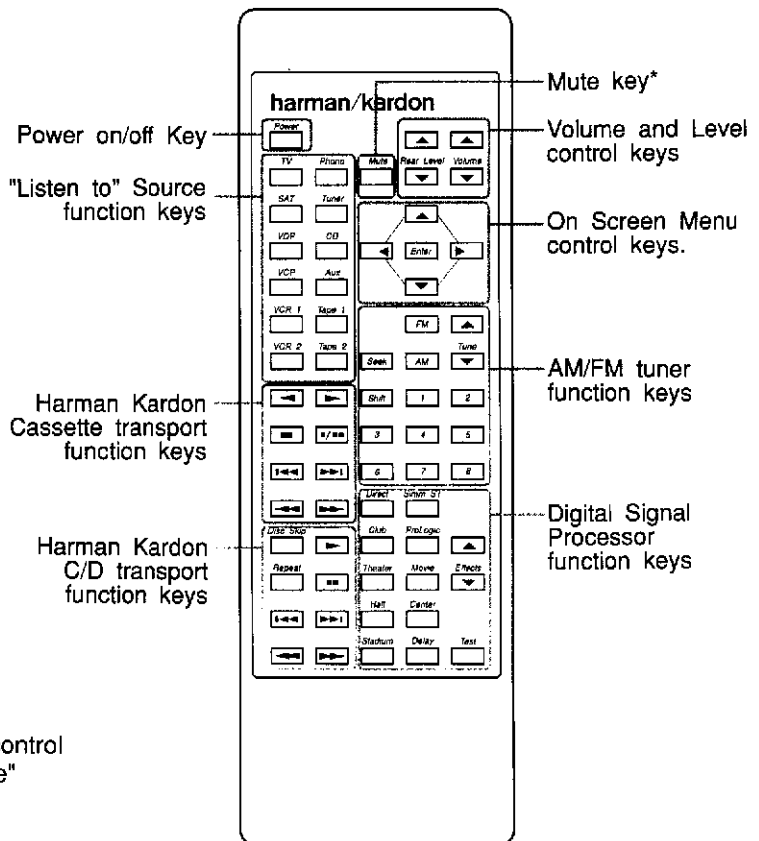 harman/kardon
Mute key*
Power on/off Key
Power
Volume and Level
control keys
"Listen to" Source
function keys
TV Phono Mute Rear Level Volume
SAT Tuner
On Screen Menu
control keys.
VDP CD Enter
VCP Aux
VCR 1 Tape 1 FM
VCR 2 Tape 2 Tune
Seek AM
AM/FM tuner
function keys
Harman Kardon
Cassette transport
function keys
Shift 1 2
3 4 5
6 7 8
Direct Simm ST
Digital Signal
Processor
function keys
Harman Kardon
C/D transport
function keys
Disc Skip Club ProLogic
Repeat Theater Movie Effects
Hall Center
Stadium Delay Test
ontrol
e"